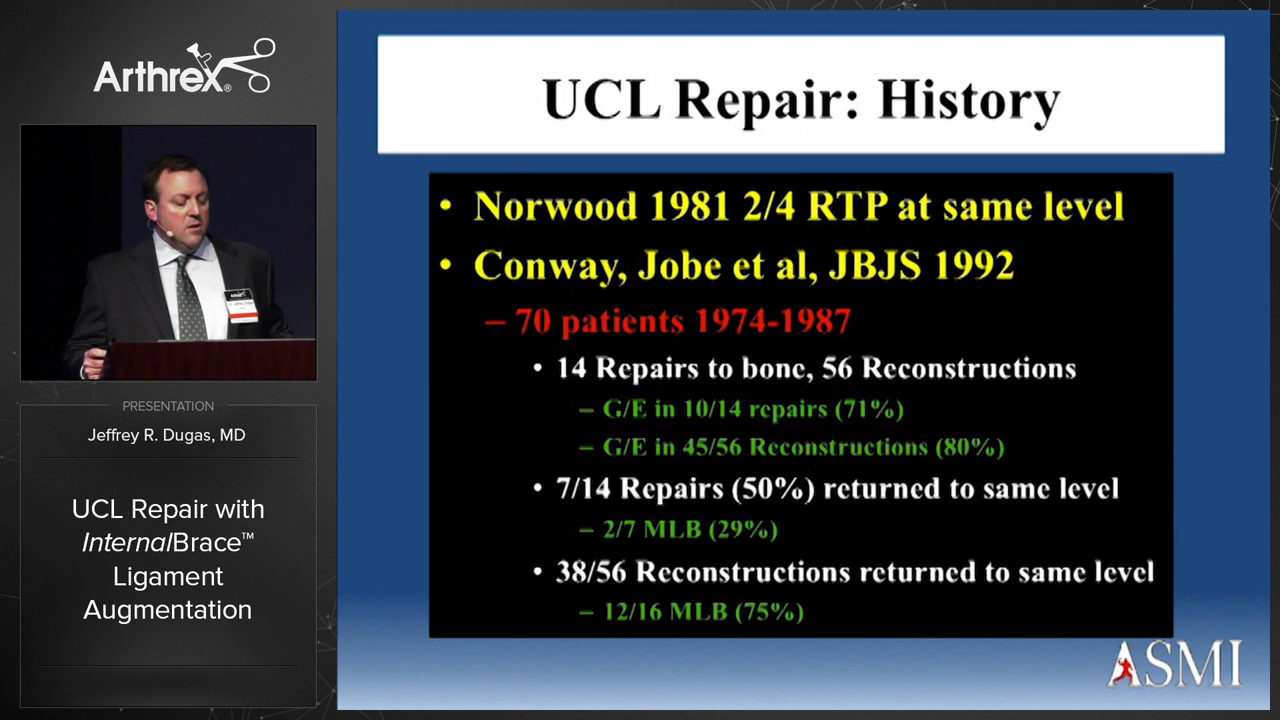 Arthrex®
PRESENTATION
Jeffrey R. Dugas, MD
UCL Repair with
InternalBrace™
Ligament
Augmentation
UCL Repair: History
• Norwood 1981 2/4 RTP at same level
• Conway, Jobe et al, JBJS 1992
– 70 patients 1974-1987
• 14 Repairs to bone, 56 Reconstructions
– G/E in 10/14 repairs (71%)
– G/E in 45/56 Reconstructions (80%)
• 7/14 Repairs (50%) returned to same level
– 2/7 MLB (29%)
• 38/56 Reconstructions returned to same level
– 12/16 MLB (75%)
ASMI